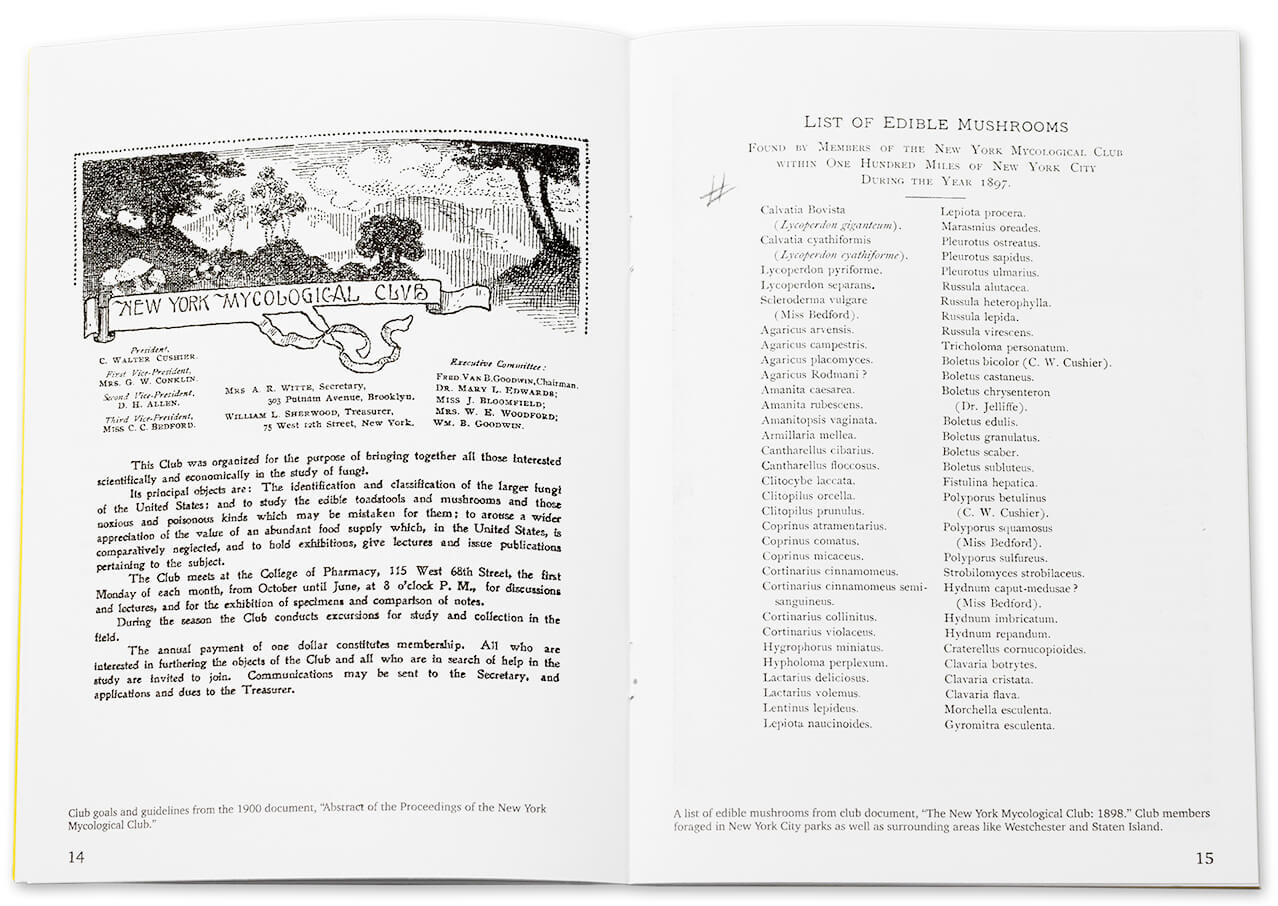 NEW YORK MYCOLOGICAL CLVB
President,
C. WALTER CUSHIER.
First Vice-President,
MRS. G. W. CONKLIN.
Second Vice-President,
D. H. ALLEN.
Third Vice-President,
MISS C. C. BEDFORD.
MRS A. R. WITTE, Secretary,
303 Putnam Avenue, Brooklyn.
WILLIAM L. SHERWOOD, Treasurer,
75 West 12th Street, New York.
Executive Committee:
FRED. VAN B. GOODWIN, Chairman.
DR. MARY L. EDWARDS;
MISS J. BLOOMFIELD;
MRS. W. E. WOODFORD;
WM. B. GOODWIN.
This Club was organized for the purpose of bringing together all those interested
scientifically and economically in the study of fungi.
Its principal objects are: The identification and classification of the larger fungi
of the United States; and to study the edible toadstools and mushrooms and those
noxious and poisonous kinds which may be mistaken for them; to arouse a wider
appreciation of the value of an abundant food supply which, in the United States, is
comparatively neglected, and to hold exhibitions, give lectures and issue publications
pertaining to the subject.
The Club meets at the College of Pharmacy, 115 West 68th Street, the first
Monday of each month, from October until June, at 8 o'clock P. M., for discussions
and lectures, and for the exhibition of specimens and comparison of notes.
During the season the Club conducts excursions for study and collection in the
field.
The annual payment of one dollar constitutes membership. All who are
interested in furthering the objects of the Club and all who are in search of help in the
study are invited to join. Communications may be sent to the Secretary, and
applications and dues to the Treasurer.
Club goals and guidelines from the 1900 document, “Abstract of the Proceedings of the New York
Mycological Club.”
14
LIST OF EDIBLE MUSHROOMS
FOUND BY MEMBERS OF THE NEW YORK MYCOLOGICAL CLUB
WITHIN ONE HUNDRED MILES OF NEW YORK CITY
DURING THE YEAR 1897.
#
Calvatia Bovista
(Lycoperdon giganteum).
Calvatia cyathiformis
(Lycoperdon cyathiforme).
Lycoperdon pyriforme.
Lycoperdon separans.
Scleroderma vulgare
(Miss Bedford).
Agaricus arvensis.
Agaricus campestris.
Agaricus placomyces.
Agaricus Rodmani ?
Amanita caesarea.
Amanita rubescens.
Amanitopsis vaginata.
Armillaria mellea.
Cantharellus cibarius.
Cantharellus floccosus.
Clitocybe laccata.
Clitopilus orcella.
Clitopilus prunulus.
Coprinus atramentarius.
Coprinus comatus.
Coprinus micaceus.
Cortinarius cinnamomeus.
Cortinarius cinnamomeus semi-
sanguineus.
Cortinarius collinitus.
Cortinarius violaceus.
Hygrophorus miniatus.
Hypholoma perplexum.
Lactarius deliciosus.
Lactarius volemus.
Lentinus lepideus.
Lepiota naucinoides.
Lepiota procera.
Marasmius oreades.
Pleurotus ostreatus.
Pleurotus sapidus.
Pleurotus ulmarius.
Russula alutacea.
Russula heterophylla.
Russula lepida.
Russula virescens.
Tricholoma personatum.
Boletus bicolor (C. W. Cushier).
Boletus castaneus.
Boletus chrysenteron
(Dr. Jelliffe).
Boletus edulis.
Boletus granulatus.
Boletus scaber.
Boletus subluteus.
Fistulina hepatica.
Polyporus betulinus
(C. W. Cushier).
Polyporus squamosus
(Miss Bedford).
Polyporus sulfureus.
Strobilomyces strobilaceus.
Hydnum caput-medusae ?
(Miss Bedford).
Hydnum imbricatum.
Hydnum repandum.
Craterellus cornucopioides.
Clavaria botrytes.
Clavaria cristata.
Clavaria flava.
Morchella esculenta.
Gyromitra esculenta.
A list of edible mushrooms from club document, “The New York Mycological Club: 1898.” Club members
foraged in New York City parks as well as surrounding areas like Westchester and Staten Island.
15